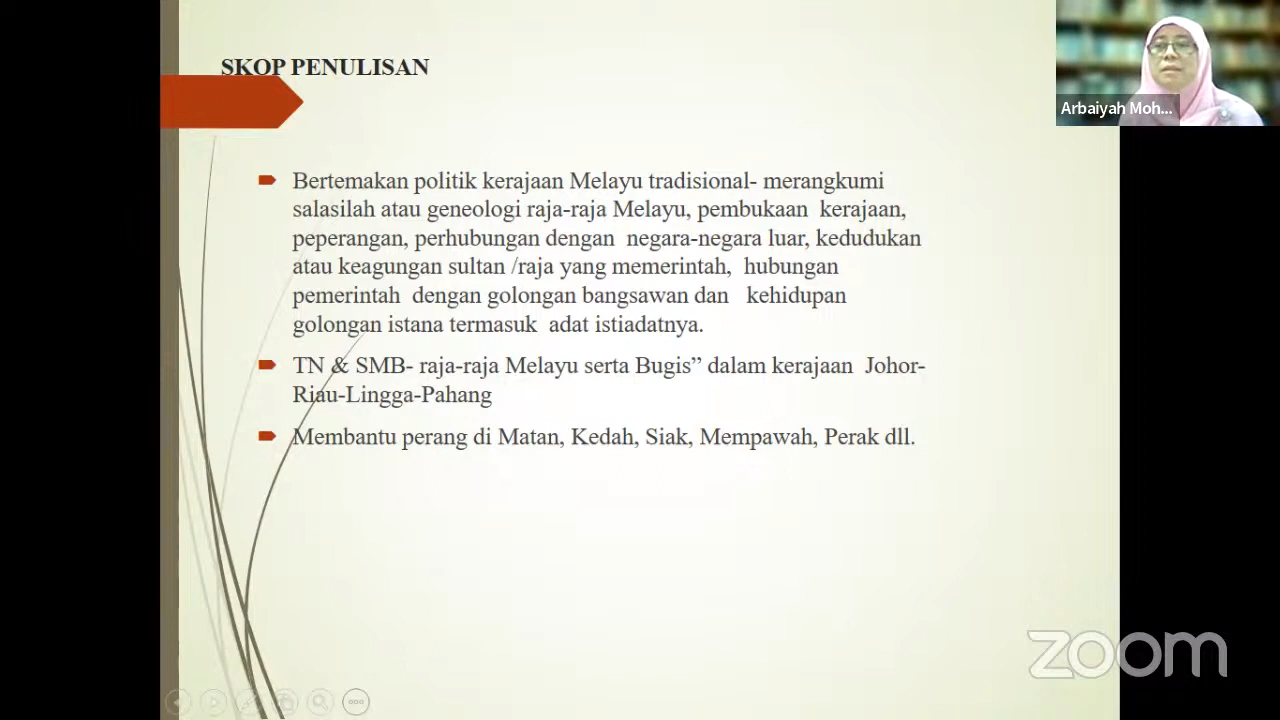 SKOP PENULISAN
Arbaiyah Moh...
Bertemakan politik kerajaan Melayu tradisional- merangkumi
salasilah atau geneologi raja-raja Melayu, pembukaan kerajaan,
peperangan, perhubungan dengan negara-negara luar, kedudukan
atau keagungan sultan /raja yang memerintah, hubungan
pemerintah dengan golongan bangsawan dan kehidupan
golongan istana termasuk adat istiadatnya.
TN & SMB- raja-raja Melayu serta Bugis” dalam kerajaan Johor-
Riau-Lingga-Pahang
Membantu perang di Matan, Kedah, Siak, Mempawah, Perak dll.
zoom